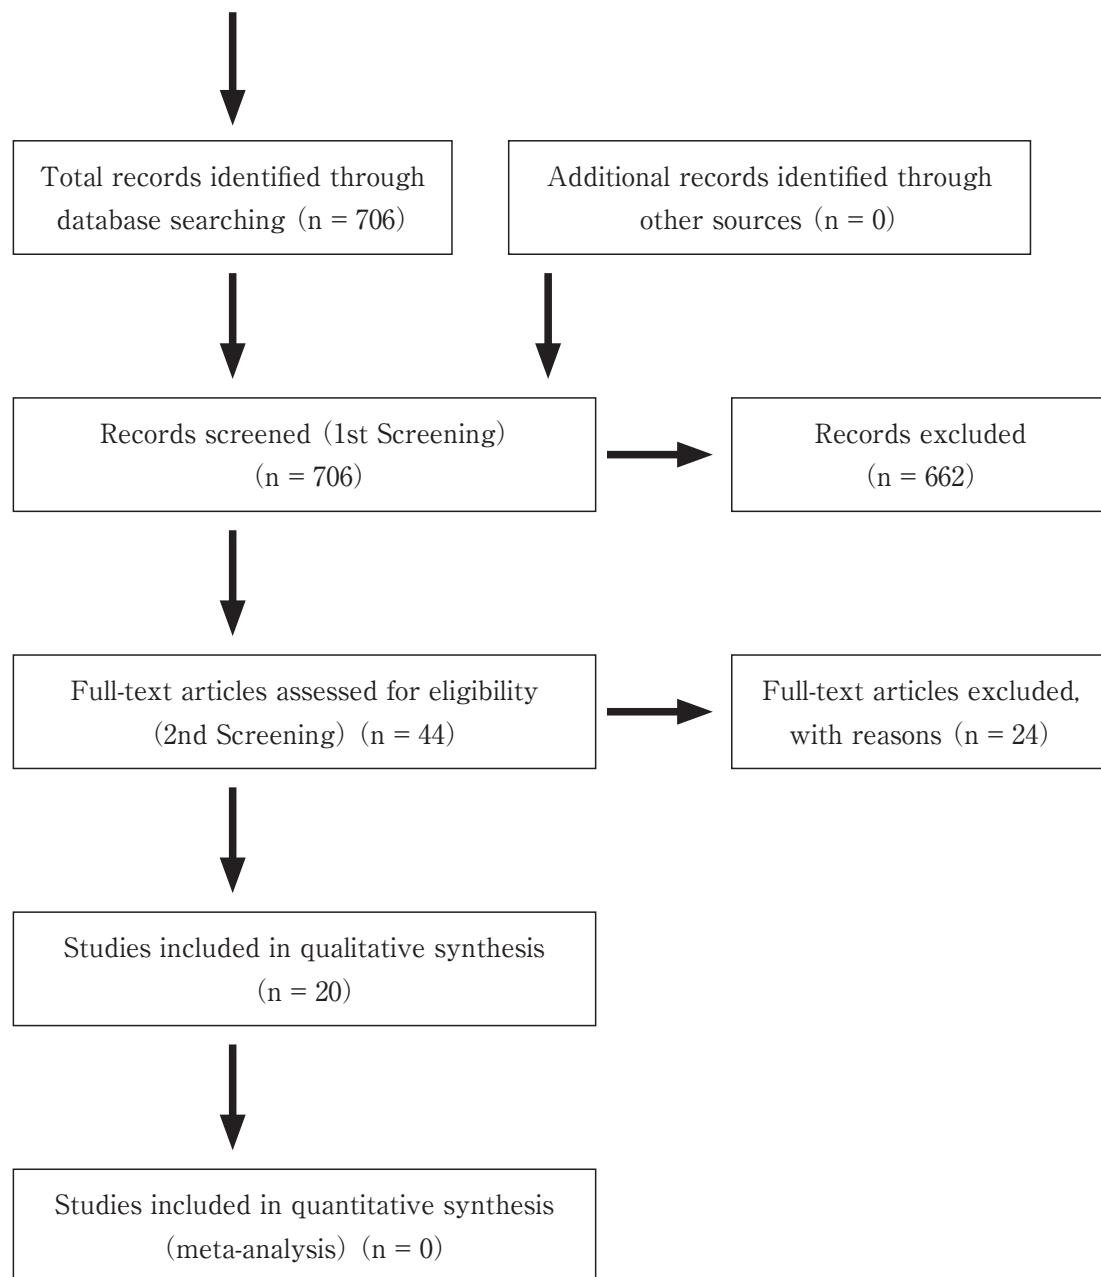 Total records identified through
database searching (n = 706)
Additional records identified through
other sources (n = 0)
Records screened (1st Screening)
(n = 706)
Records excluded
(n = 662)
Full-text articles assessed for eligibility
(2nd Screening) (n = 44)
Full-text articles excluded,
with reasons (n = 24)
Studies included in qualitative synthesis
(n = 20)
Studies included in quantitative synthesis
(meta-analysis) (n = 0)